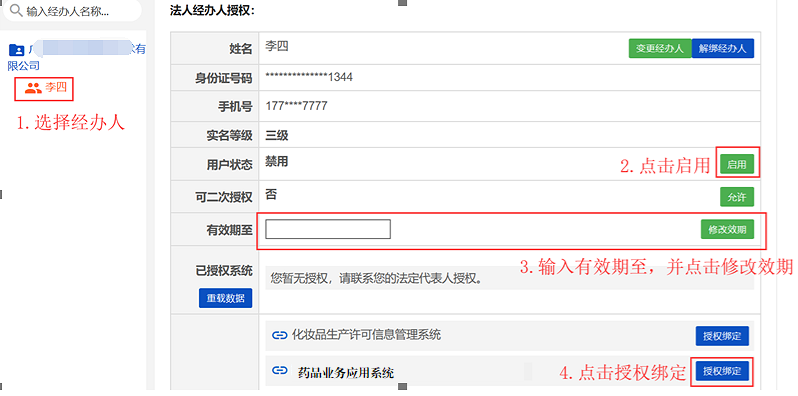 法人经办人授权：
输入经办人名称...
术有
限公司
李四
1.选择经办人
姓名 李四 变更经办人 解绑经办人
身份证号码 **************1344
手机号 177****7777
实名等级 三级
用户状态 禁用 2.点击启用 启用
可二次授权 否 允许
有效期至 修改效期
3.输入有效期至，并点击修改效期
已授权系统 您暂无授权，请联系您的法定代表人授权。
重载数据
化妆品生产许可信息管理系统 授权绑定
药品业务应用系统 4.点击授权绑定 授权绑定